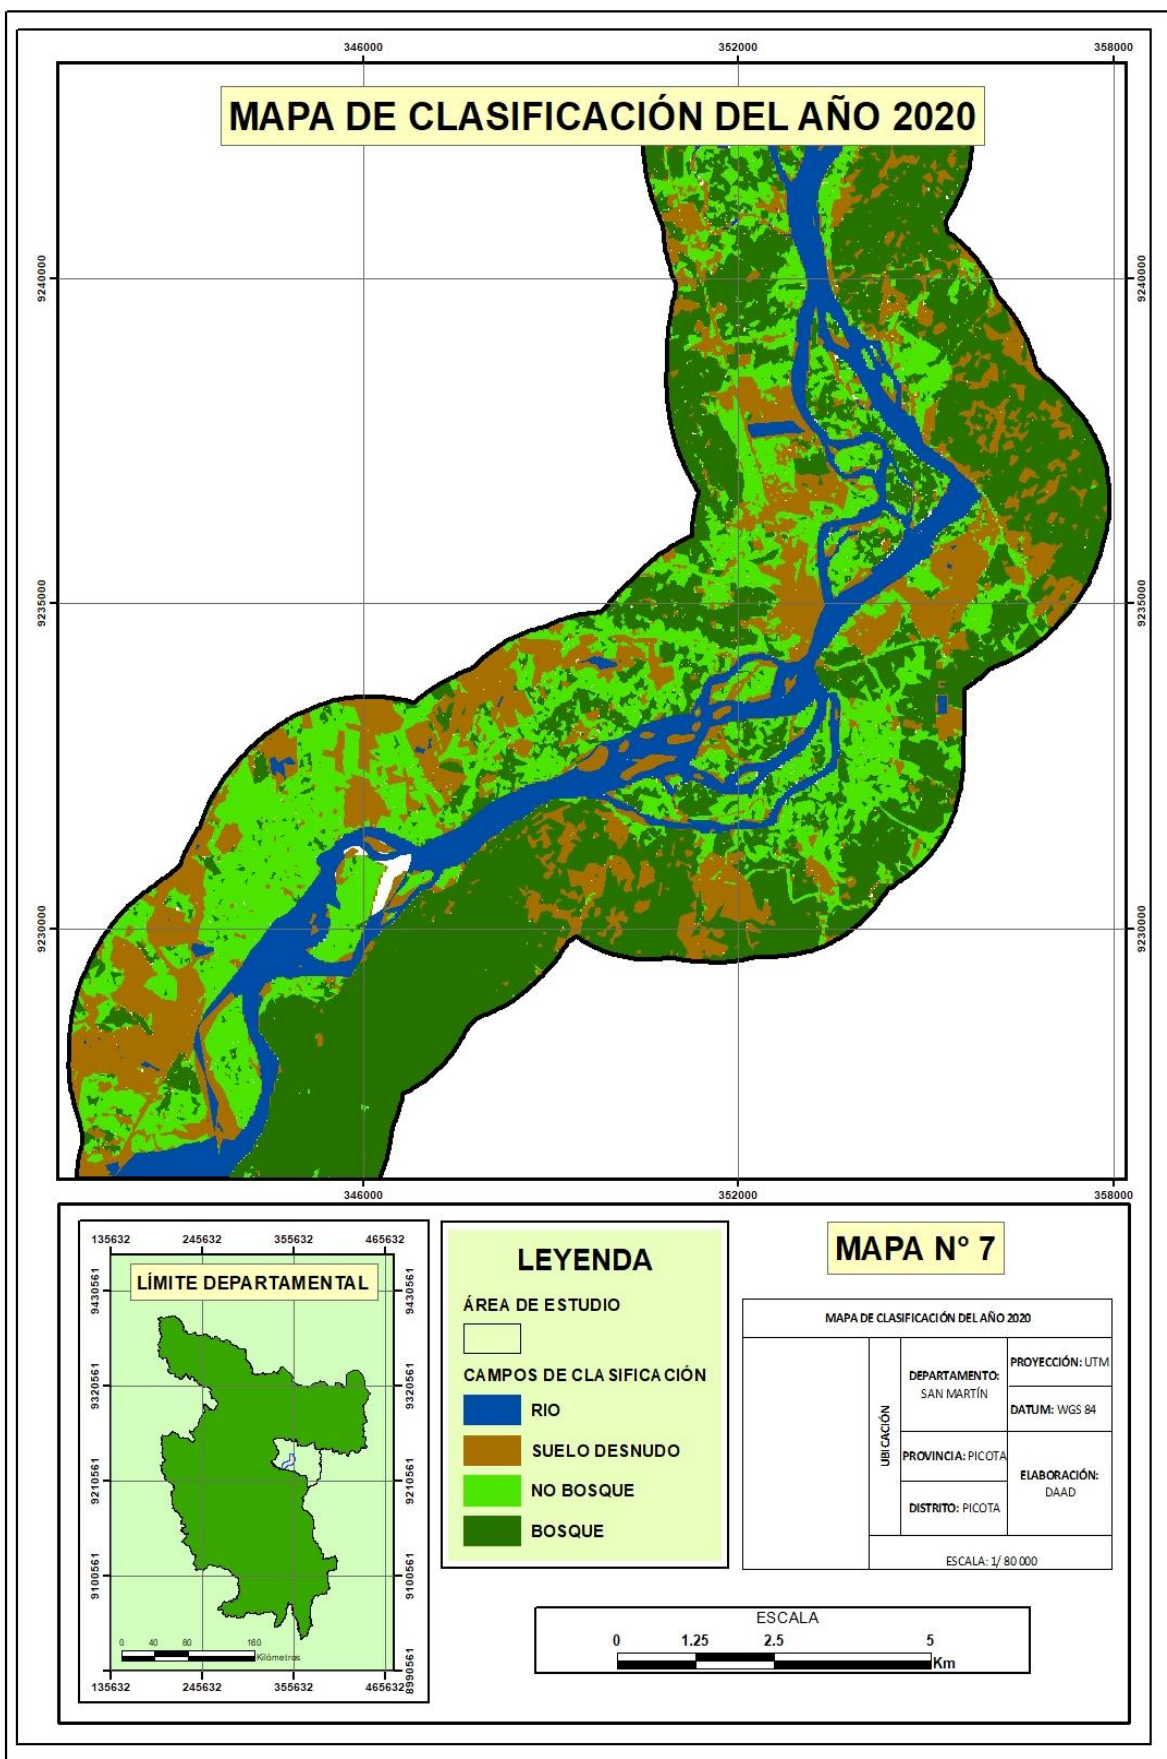 346000 352000 358000
MAPA DE CLASIFICACIÓN DEL AÑO 2020
9240000 9240000
9235000 9235000
9230000 9230000
346000 352000 358000
135632 245632 355632 465632
LÍMITE DEPARTAMENTAL
9430561 9430561
9320561 9320561
9210561 9210561
9100561 9100561
8990561
0 40 80 160
Kilómetros
135632 245632 355632 465632
LEYENDA
ÁREA DE ESTUDIO
CAMPOS DE CLASIFICACIÓN
RIO
SUELO DESNUDO
NO BOSQUE
BOSQUE
MAPA N° 7
MAPA DE CLASIFICACIÓN DEL AÑO 2020
UBICACIÓN
DEPARTAMENTO:
SAN MARTÍN
PROYECCIÓN: UTM
DATUM: WGS 84
PROVINCIA: PICOTA
DISTRITO: PICOTA
ELABORACIÓN:
DAAD
ESCALA: 1/ 80 000
ESCALA
0 1.25 2.5 5
Km